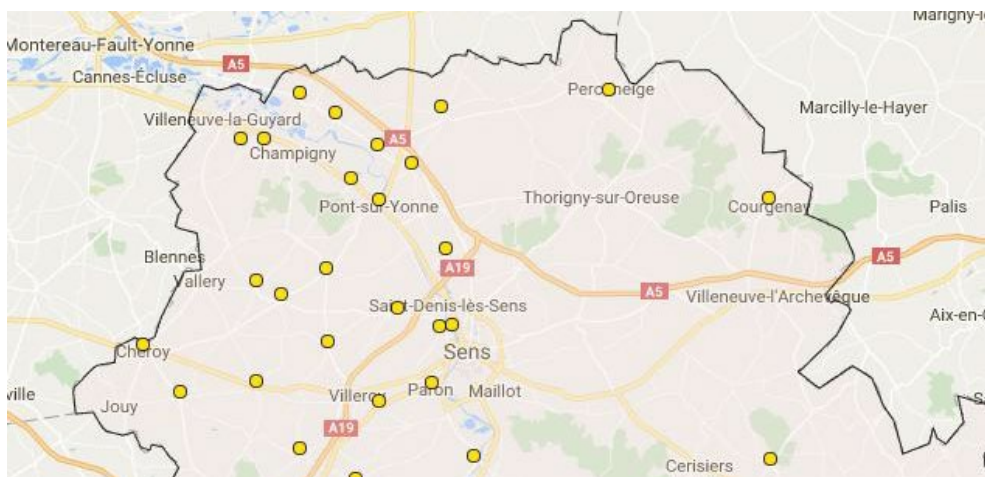 Marigny-le
Montereau-Fault-Yonne
A5
Cannes-Écluse
Perceneige
Marcilly-le-Hayer
Villeneuve-la-Guyard
A5
Champigny
Thorigny-sur-Oreuse
Pont-sur-Yonne
Courgenay
Palis
Blennes
A5
A19
Vallery
A5
Villeneuve-l'Archevêque
Saint-Denis-lès-Sens
Aix-en-O
Chéroy
Sens
ville
Villeroy
Paron
Maillot
Jouy
A19
Cerisiers